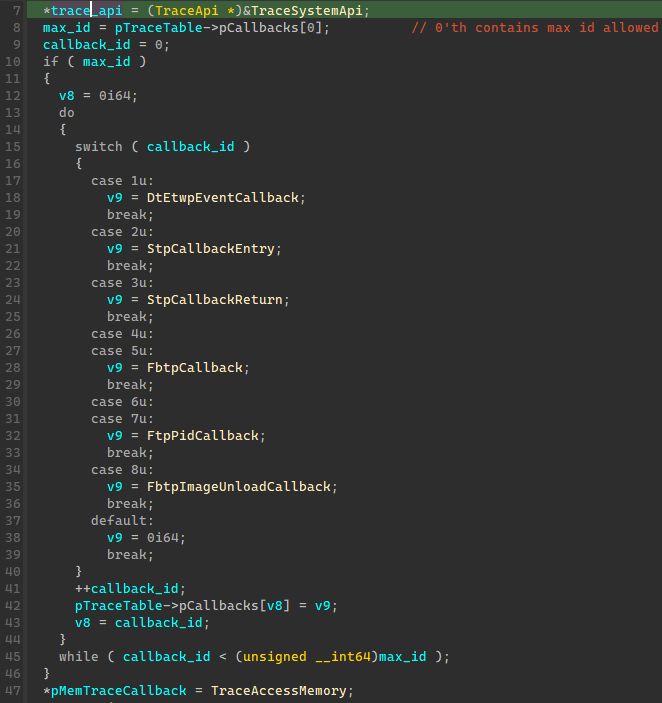 7 *trace_api = (TraceApi *)&TraceSystemApi;
8 max_id = pTraceTable->pCallbacks[0]; // 0'th contains max id allowed
9 callback_id = 0;
10 if ( max_id )
11 {
12 v8 = 0i64;
13 do
14 {
15 switch ( callback_id )
16 {
17 case 1u:
18 v9 = DtEtwpEventCallback;
19 break;
20 case 2u:
21 v9 = StpCallbackEntry;
22 break;
23 case 3u:
24 v9 = StpCallbackReturn;
25 break;
26 case 4u:
27 case 5u:
28 v9 = FbtpCallback;
29 break;
30 case 6u:
31 case 7u:
32 v9 = FtpPidCallback;
33 break;
34 case 8u:
35 v9 = FbtpImageUnloadCallback;
36 break;
37 default:
38 v9 = 0i64;
39 break;
40 }
41 ++callback_id;
42 pTraceTable->pCallbacks[v8] = v9;
43 v8 = callback_id;
44 }
45 while ( callback_id < (unsigned __int64)max_id );
46 }
47 *pMemTraceCallback = TraceAccessMemory;